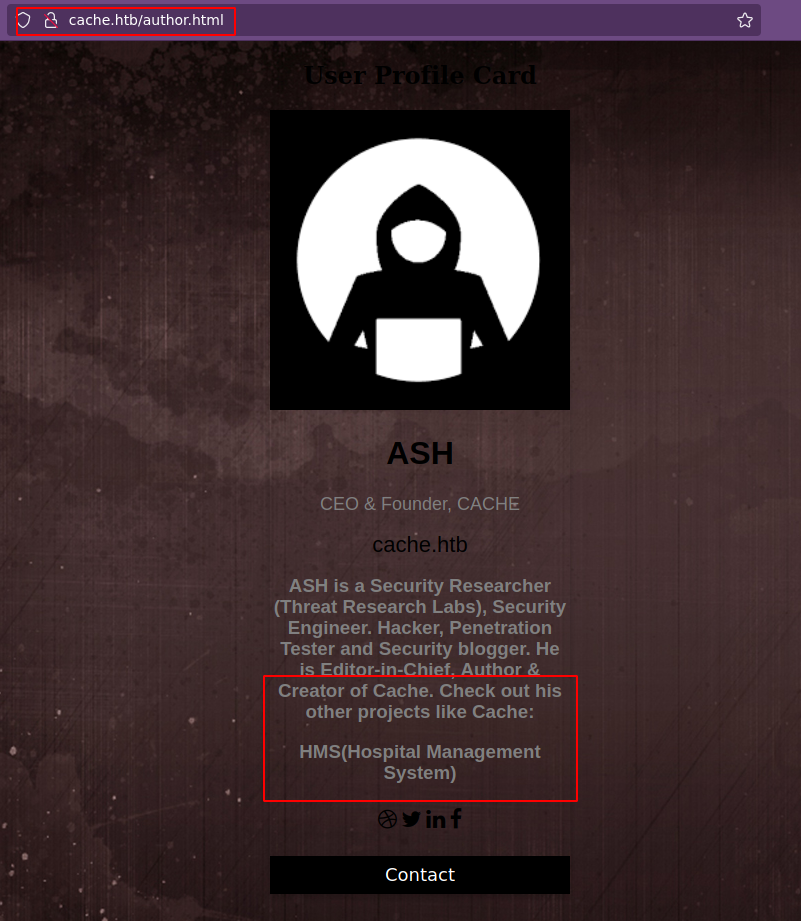 cache.htb/author.html
User Profile Card
ASH
CEO & Founder, CACHE
cache.htb
ASH is a Security Researcher
(Threat Research Labs), Security
Engineer. Hacker, Penetration
Tester and Security blogger. He
is Editor-in-Chief, Author &
Creator of Cache. Check out his
other projects like Cache:
HMS(Hospital Management
System)
Contact